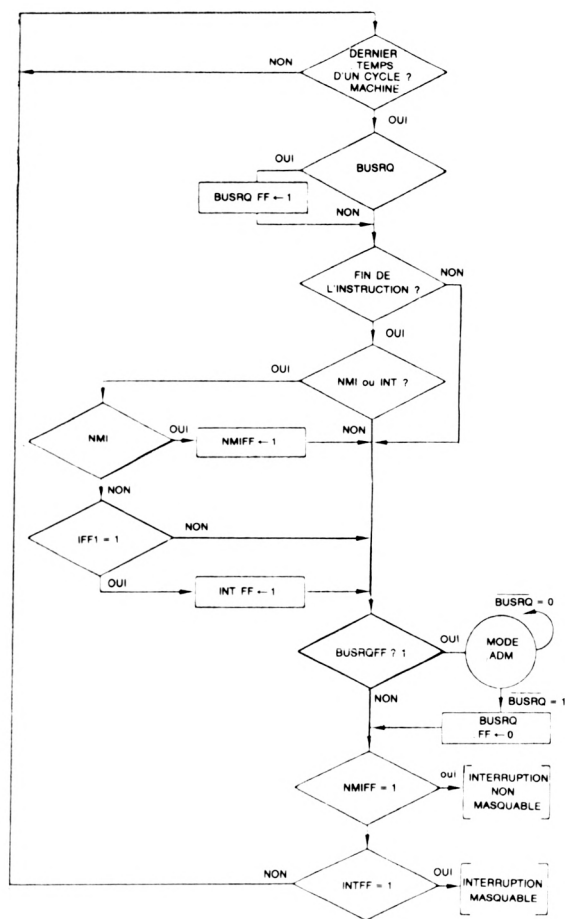 DERNIER
TEMPS
D'UN CYCLE ?
MACHINE
NON
OUI
BUSRQ
OUI
BUSRQ FF ← 1
NON
FIN DE
L'INSTRUCTION ?
NON
OUI
NMI ou INT ?
OUI
NMI
OUI
NMIFF ← 1
NON
NON
IFF1 = 1
NON
OUI
INT FF ← 1
BUSRQ = 0
BUSRQFF ? 1
OUI
MODE
ADM
NON
BUSRQ = 1
BUSRQ
FF ← 0
NMIFF = 1
OUI
INTERRUPTION
NON
MASQUABLE
NON
INTFF = 1
OUI
INTERRUPTION
MASQUABLE